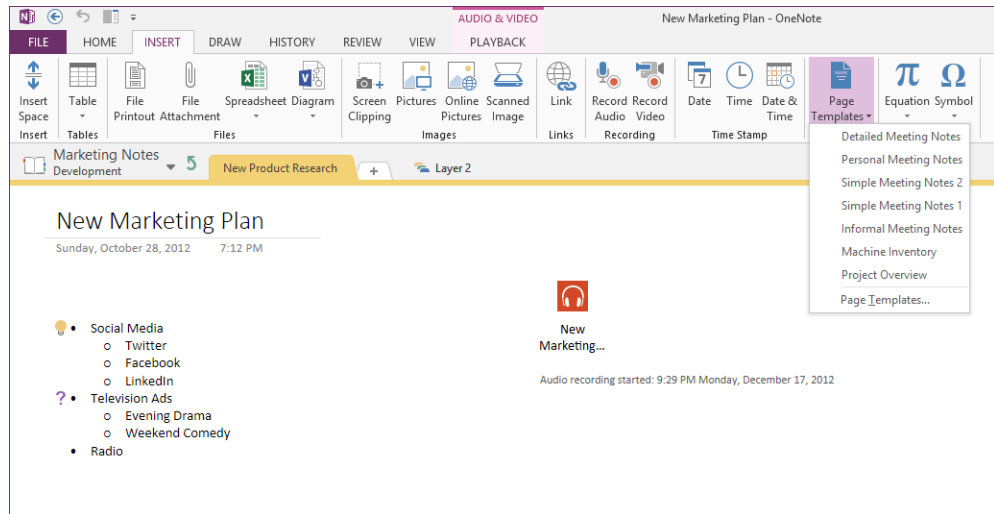 AUDIO & VIDEO
New Marketing Plan - OneNote
FILE HOME INSERT DRAW HISTORY REVIEW VIEW PLAYBACK
Insert Space
Table
File Printout
File Attachment
Spreadsheet
Diagram
Screen Clipping
Pictures
Online Pictures
Scanned Image
Link
Record Audio
Record Video
Date
Time
Date & Time
Page Templates
Equation
Symbol
Insert Tables Files Images Links Recording Time Stamp
Detailed Meeting Notes
Personal Meeting Notes
Simple Meeting Notes 2
Simple Meeting Notes 1
Informal Meeting Notes
Machine Inventory
Project Overview
Page Templates...
Marketing Notes
Development
New Product Research
+
Layer 2
New Marketing Plan
Sunday, October 28, 2012 7:12 PM
? 
• Social Media
o Twitter
o Facebook
o LinkedIn
• Television Ads
o Evening Drama
o Weekend Comedy
• Radio
New
Marketing...
Audio recording started: 9:29 PM Monday, December 17, 2012